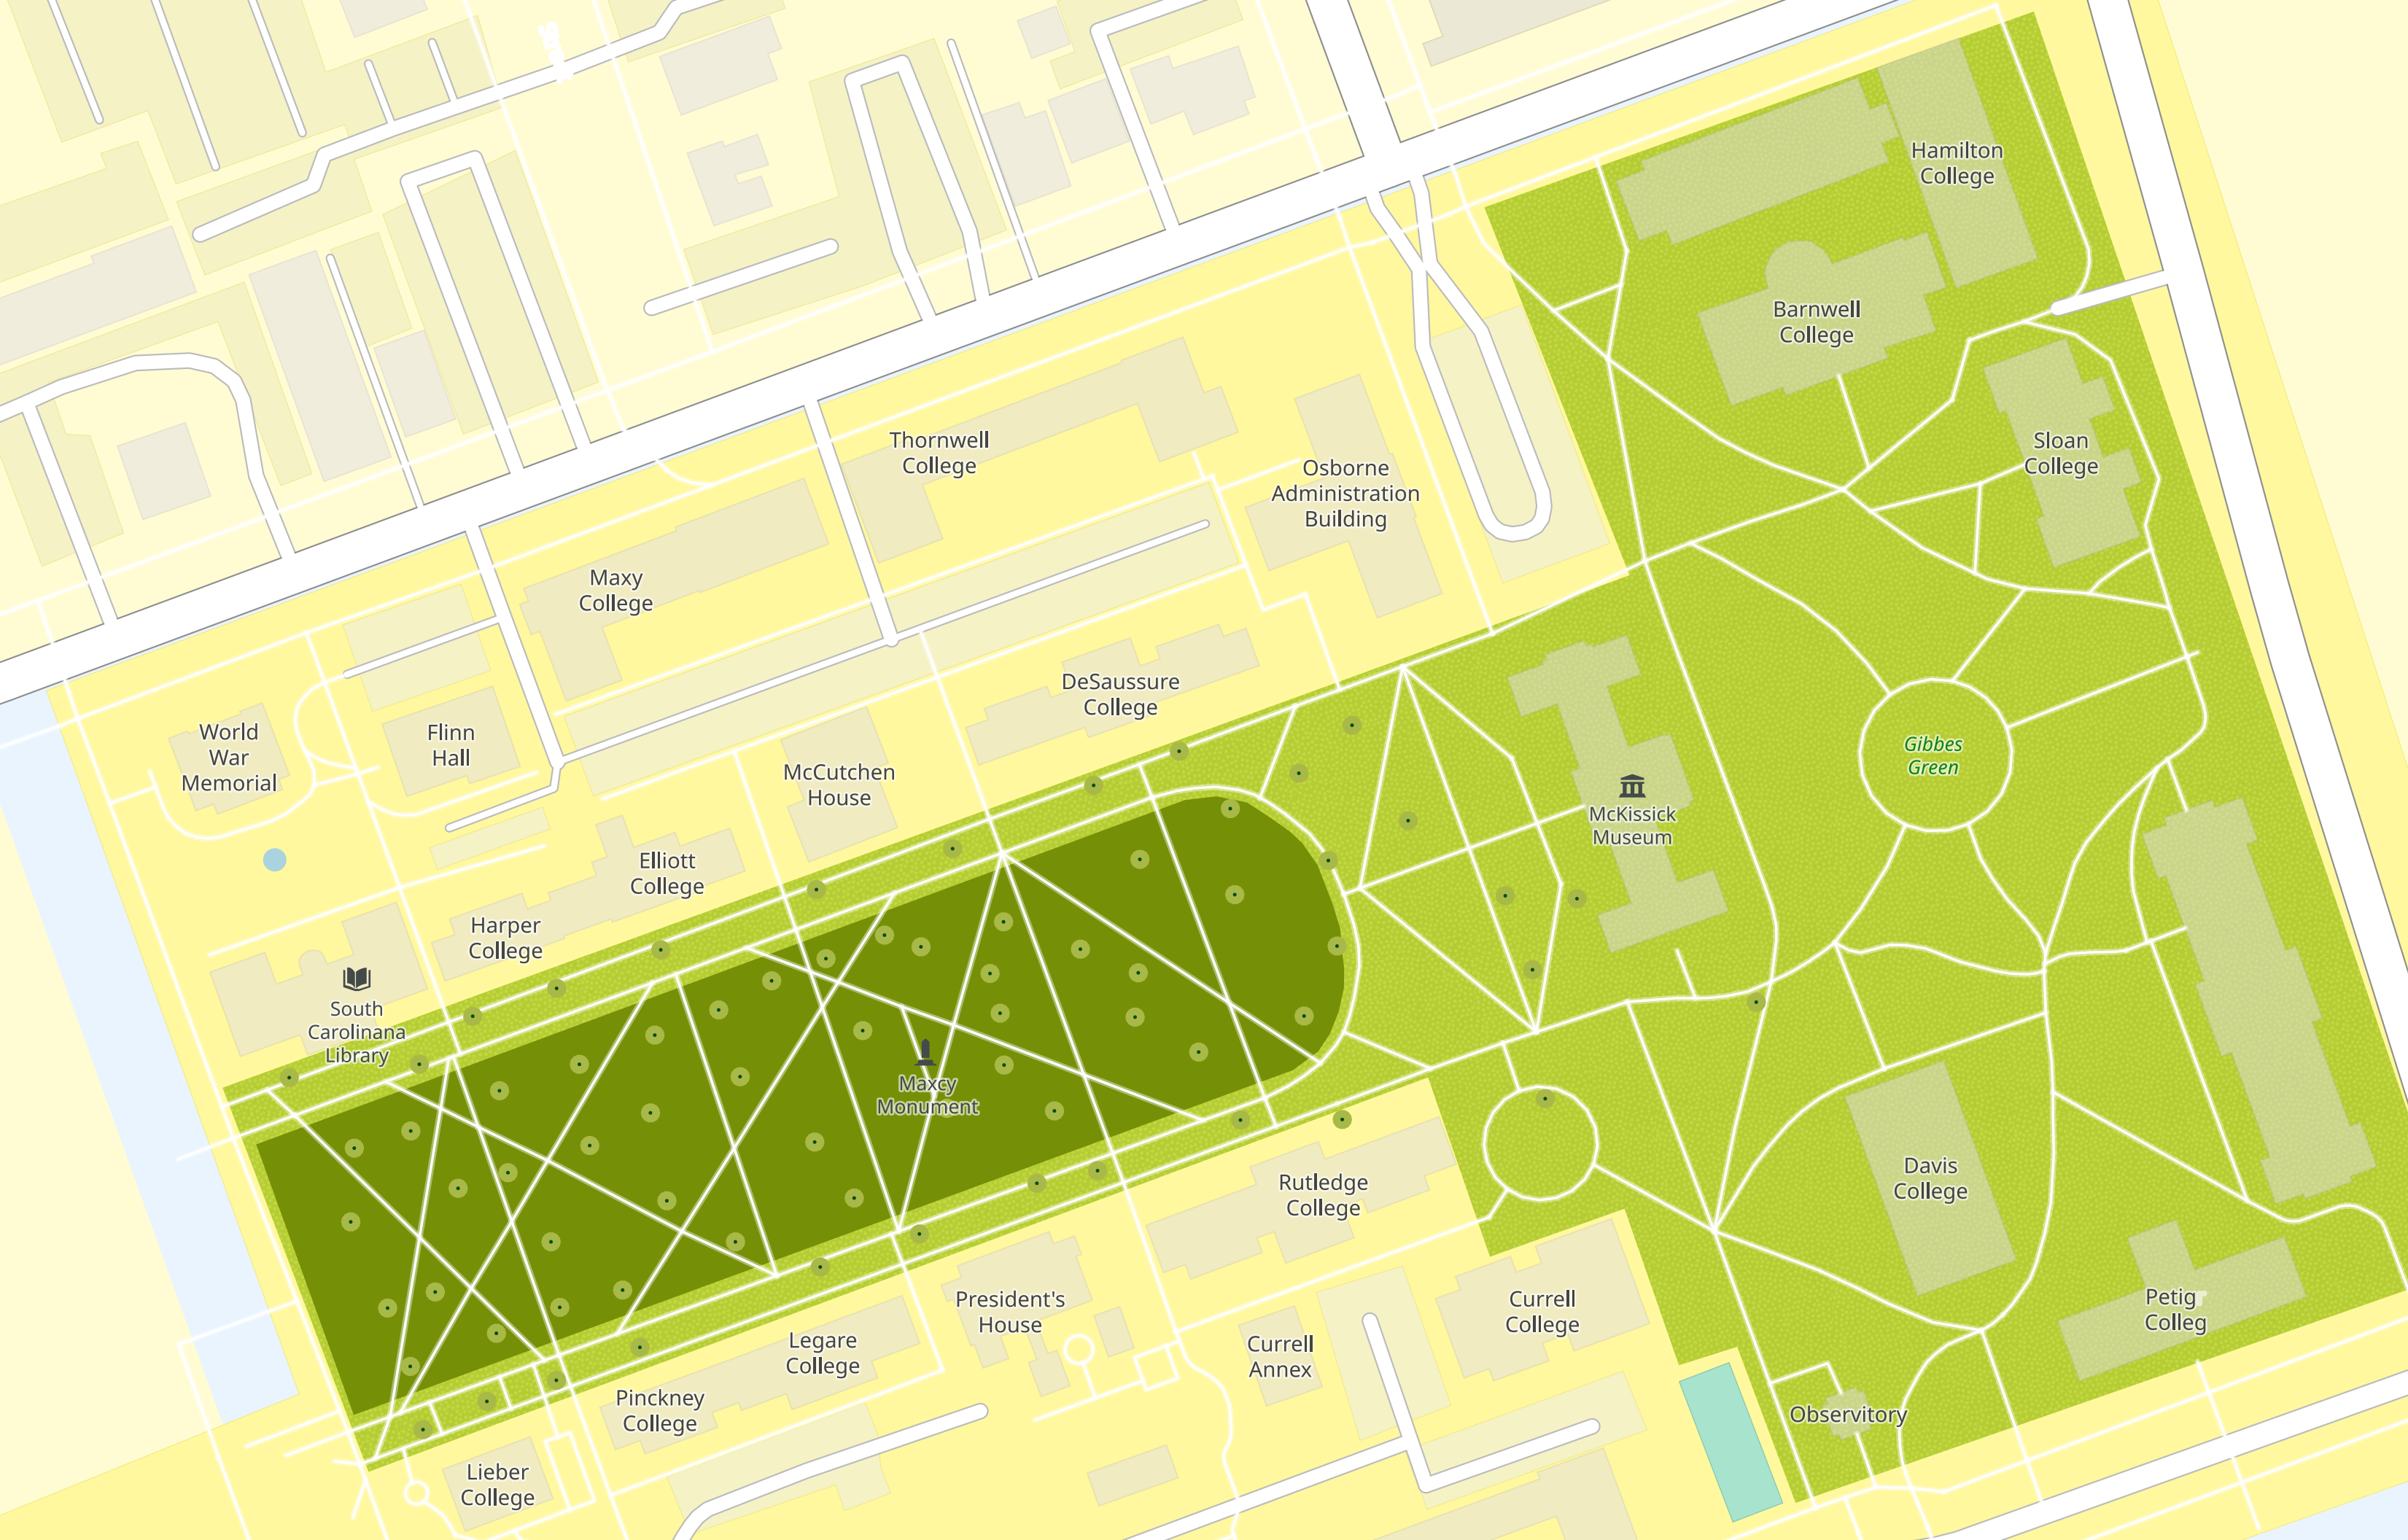 Hamilton
College
Barnwell
College
Sloan
College
Thornwell
College
Osborne
Administration
Building
Maxy
College
DeSaussure
College
World
War
Memorial
Flinn
Hall
McCutchen
House
Gibbes
Green
McKissick
Museum
Elliott
College
Harper
College
South
Carolinana
Library
Maxcy
Monument
Davis
College
Rutledge
College
President's
House
Currell
College
Petig
Colleg
Legare
College
Currell
Annex
Pinckney
College
Observitory
Lieber
College